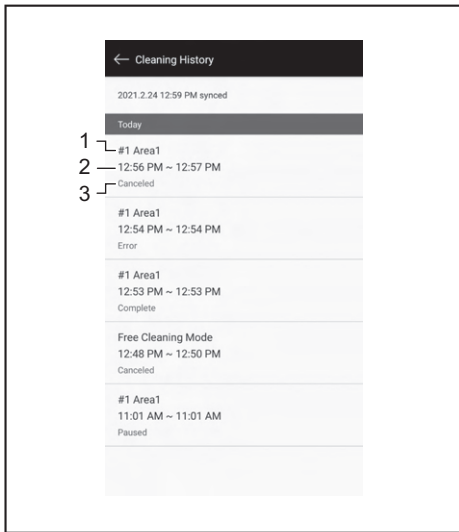 ← Cleaning History
2021.2.24 12:59 PM synced
Today
1 #1 Area1
2 12:56 PM ~ 12:57 PM
3 Canceled
#1 Area1
12:54 PM ~ 12:54 PM
Error
#1 Area1
12:53 PM ~ 12:53 PM
Complete
Free Cleaning Mode
12:48 PM ~ 12:50 PM
Canceled
#1 Area1
11:01 AM ~ 11:01 AM
Paused